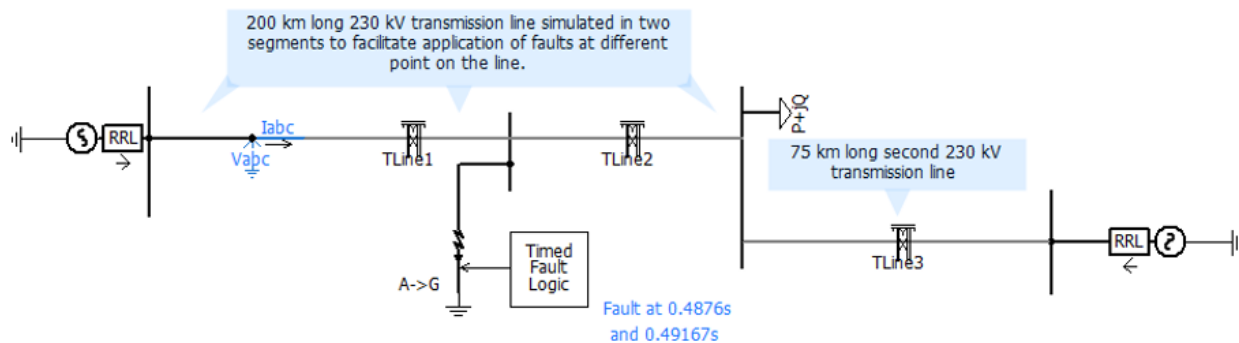 200 km long 230 kV transmission line simulated in two
segments to facilitate application of faults at different
point on the line.
RRL
Iabc
Vabc
TLine1
TLine2
P+jQ
75 km long second 230 kV
transmission line
TLine3
RRL
A->G
Timed
Fault
Logic
Fault at 0.4876s
and 0.49167s